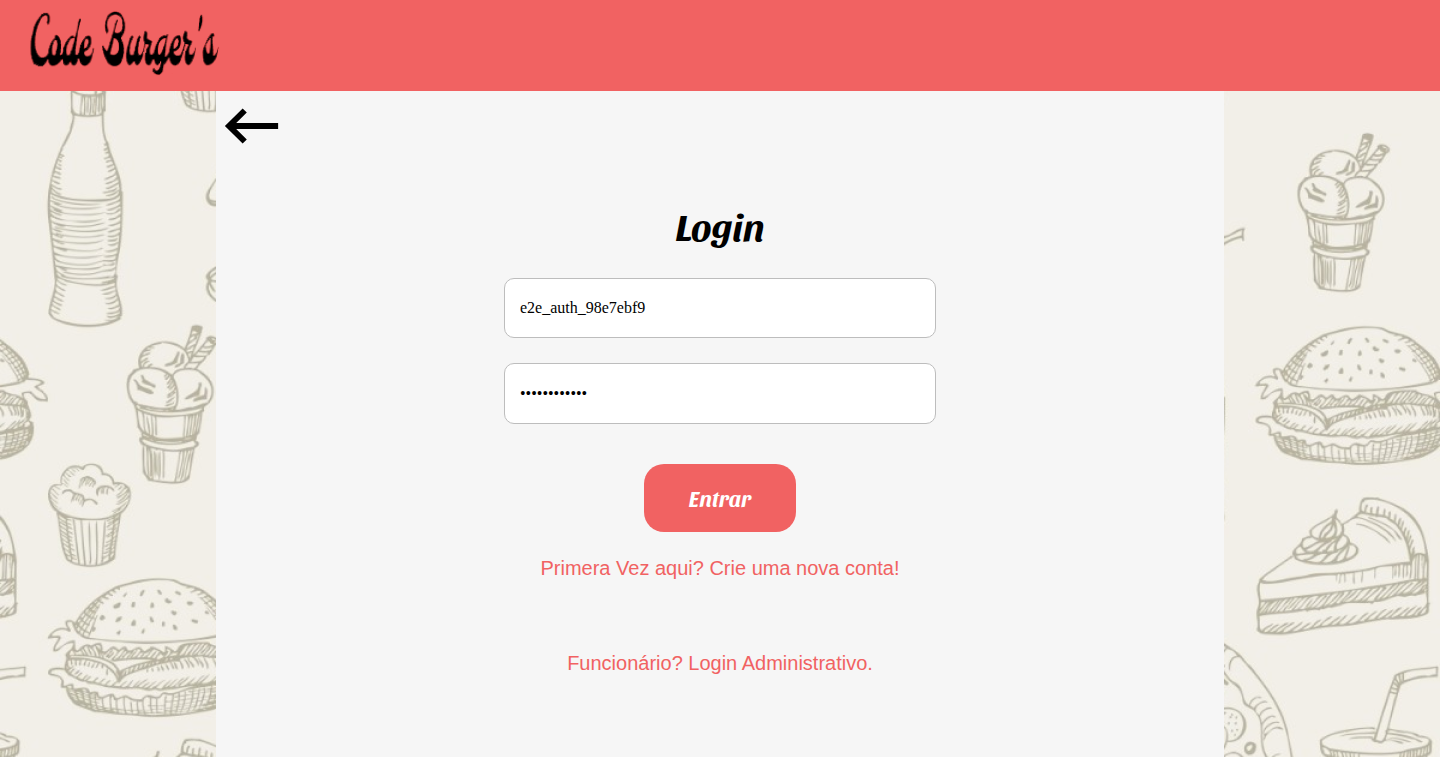 Code Burger's
Login
e2e_auth_98e7ebf9
••••••••••••
Entrar
Primera Vez aqui? Crie uma nova conta!
Funcionário? Login Administrativo.